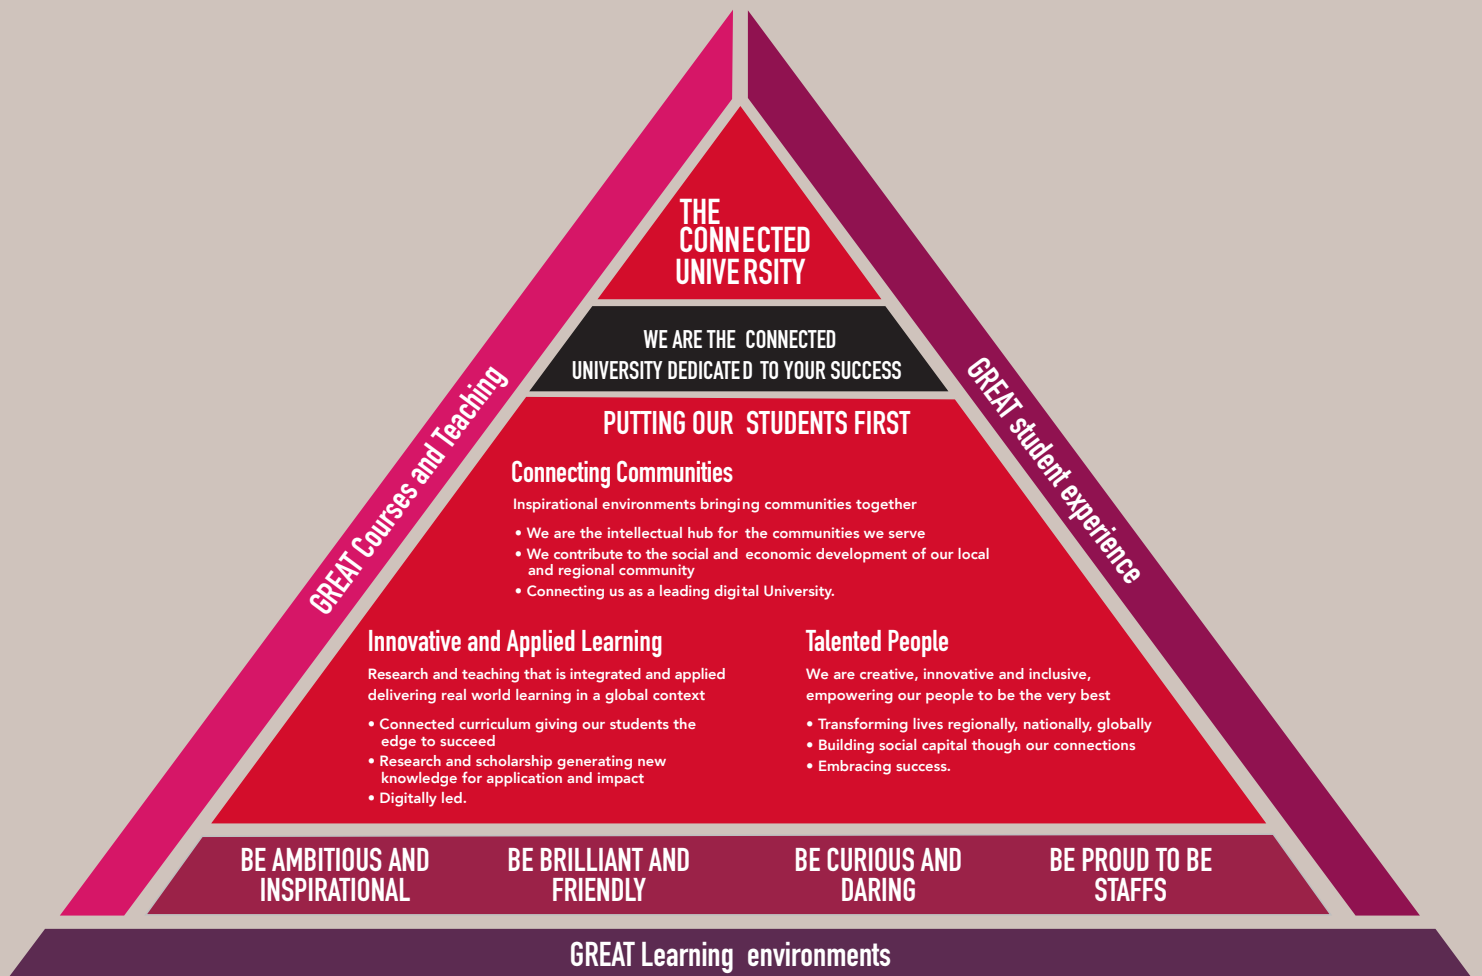 THE
CONNECTED
UNIVERSITY
WE ARE THE CONNECTED
UNIVERSITY DEDICATED TO YOUR SUCCESS
GREAT Courses and Teaching
GREAT student experience
PUTTING OUR STUDENTS FIRST
Connecting Communities
Inspirational environments bringing communities together
• We are the intellectual hub for the communities we serve
• We contribute to the social and economic development of our local
and regional community
• Connecting us as a leading digital University.
Innovative and Applied Learning
Research and teaching that is integrated and applied
delivering real world learning in a global context
• Connected curriculum giving our students the
edge to succeed
• Research and scholarship generating new
knowledge for application and impact
• Digitally led.
Talented People
We are creative, innovative and inclusive,
empowering our people to be the very best
• Transforming lives regionally, nationally, globally
• Building social capital though our connections
• Embracing success.
BE AMBITIOUS AND
INSPIRATIONAL
BE BRILLIANT AND
FRIENDLY
BE CURIOUS AND
DARING
BE PROUD TO BE
STAFFS
GREAT Learning environments